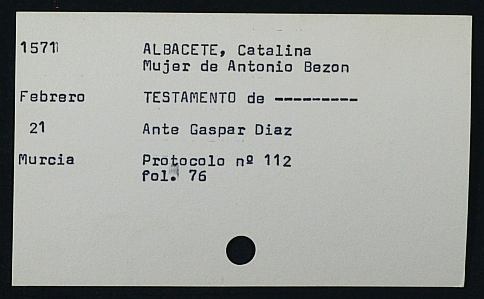 1571 ALBACETE, Catalina
Mujer de Antonio Bezon
Febrero TESTAMENTO de ---------
21 Ante Gaspar Diaz
Murcia Protocolo nº 112
fol. 76